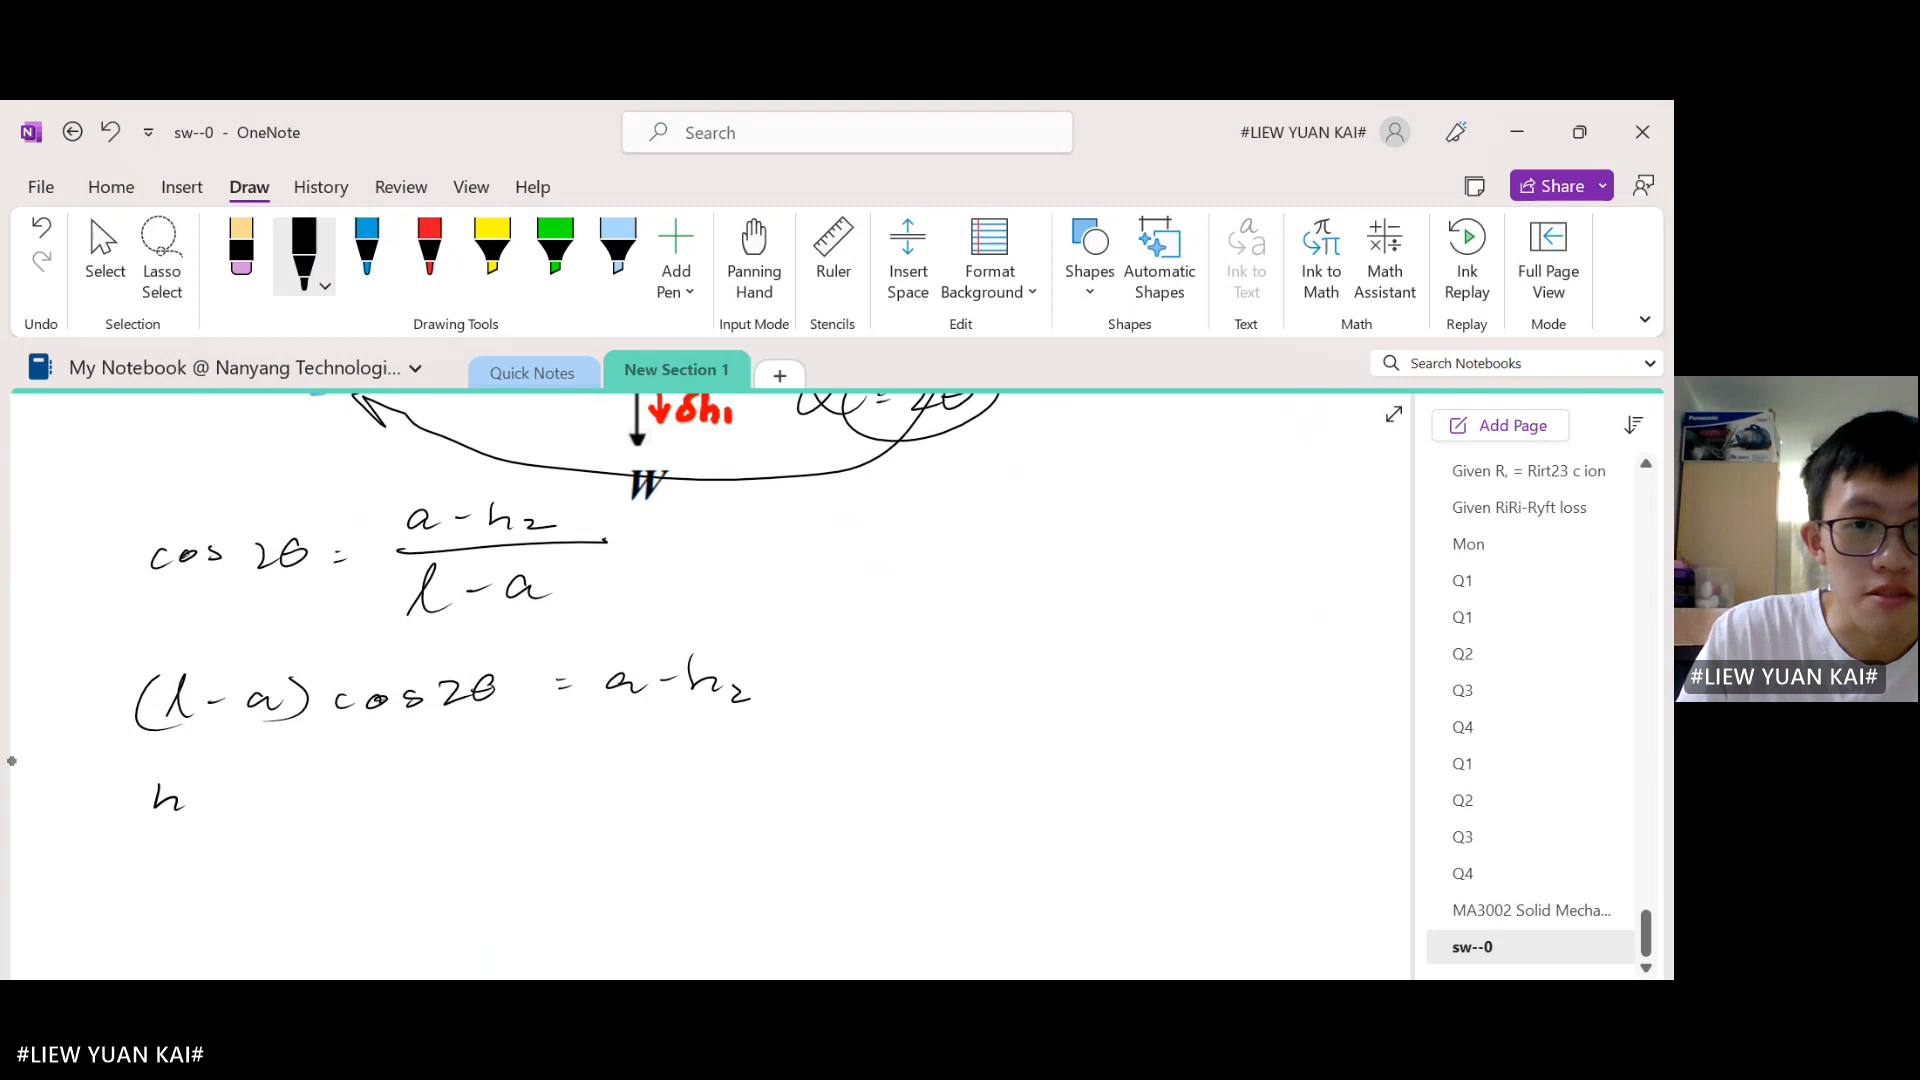 sw--0 - OneNote
Search
#LIEW YUAN KAI#
File Home Insert Draw History Review View Help
Share
Select
Lasso Select
Add Pen
Panning Hand
Ruler
Insert Space
Format Background
Shapes
Automatic Shapes
Ink to Text
Ink to Math
Math Assistant
Ink Replay
Full Page View
Undo
Selection
Drawing Tools
Input Mode
Stencils
Edit
Shapes
Text
Math
Replay
Mode
My Notebook @ Nanyang Technologi...
Quick Notes
New Section 1
Search Notebooks
↓δh₁
W
cos 2θ = (a - h₂) / (l - a)
(l - a) cos 2θ = a - h₂
h
Add Page
Given R, = Rirt23 c ion
Given RiRi-Ryft loss
Mon
Q1
Q1
Q2
Q3
Q4
Q1
Q2
Q3
Q4
MA3002 Solid Mecha...
sw--0
#LIEW YUAN KAI#
#LIEW YUAN KAI#